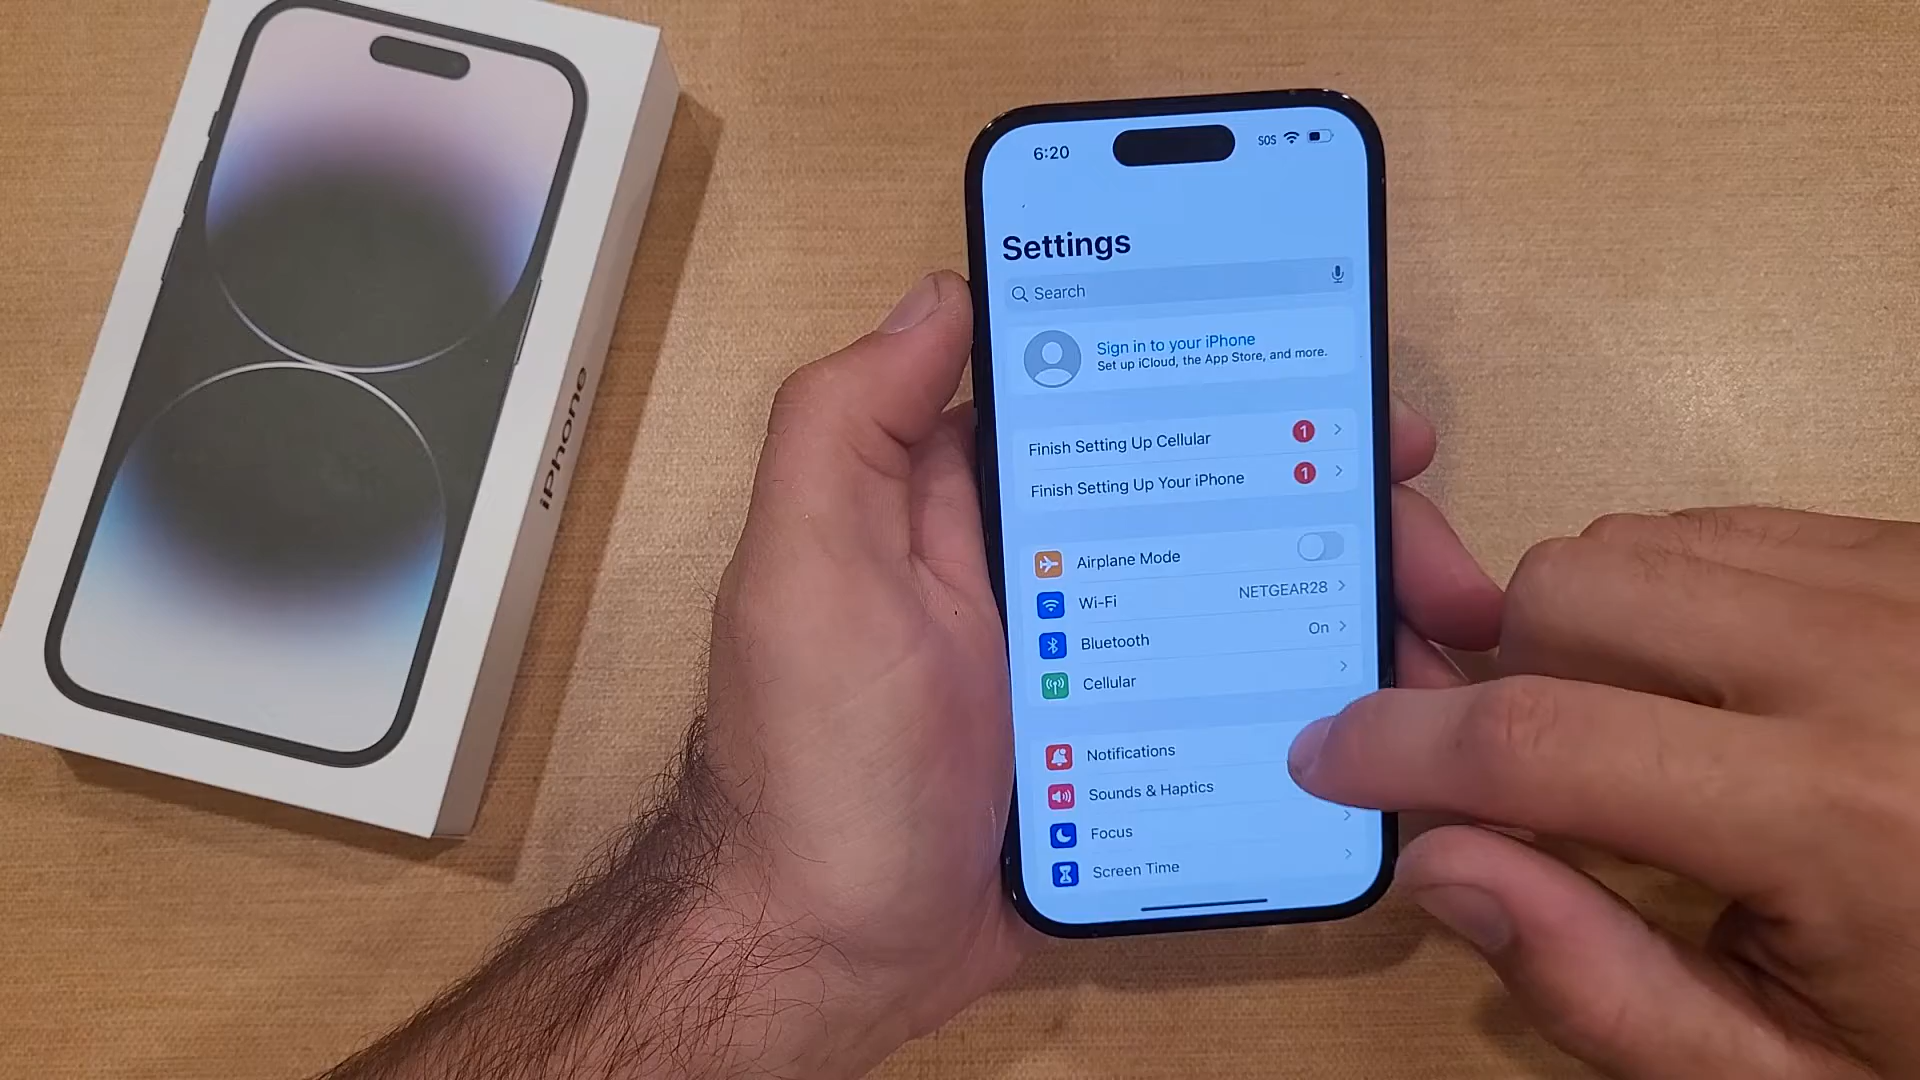 iPhone
6:20
SOS
Settings
Search
Sign in to your iPhone
Set up iCloud, the App Store, and more.
Finish Setting Up Cellular 1
Finish Setting Up Your iPhone 1
Airplane Mode
Wi-Fi NETGEAR28
Bluetooth On
Cellular
Notifications
Sounds & Haptics
Focus
Screen Time